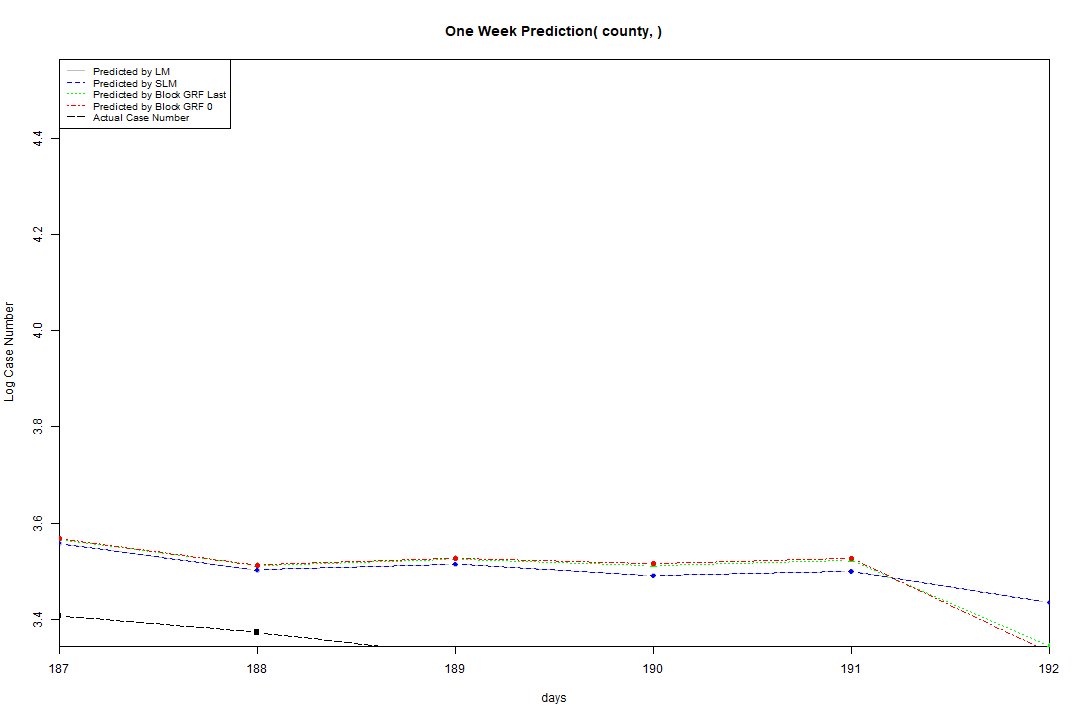 One Week Prediction( county, )
Predicted by LM
Predicted by SLM
Predicted by Block GRF Last
Predicted by Block GRF 0
Actual Case Number
4.4
4.2
4.0
3.8
3.6
3.4
Log Case Number
187 188 189 190 191 192
days